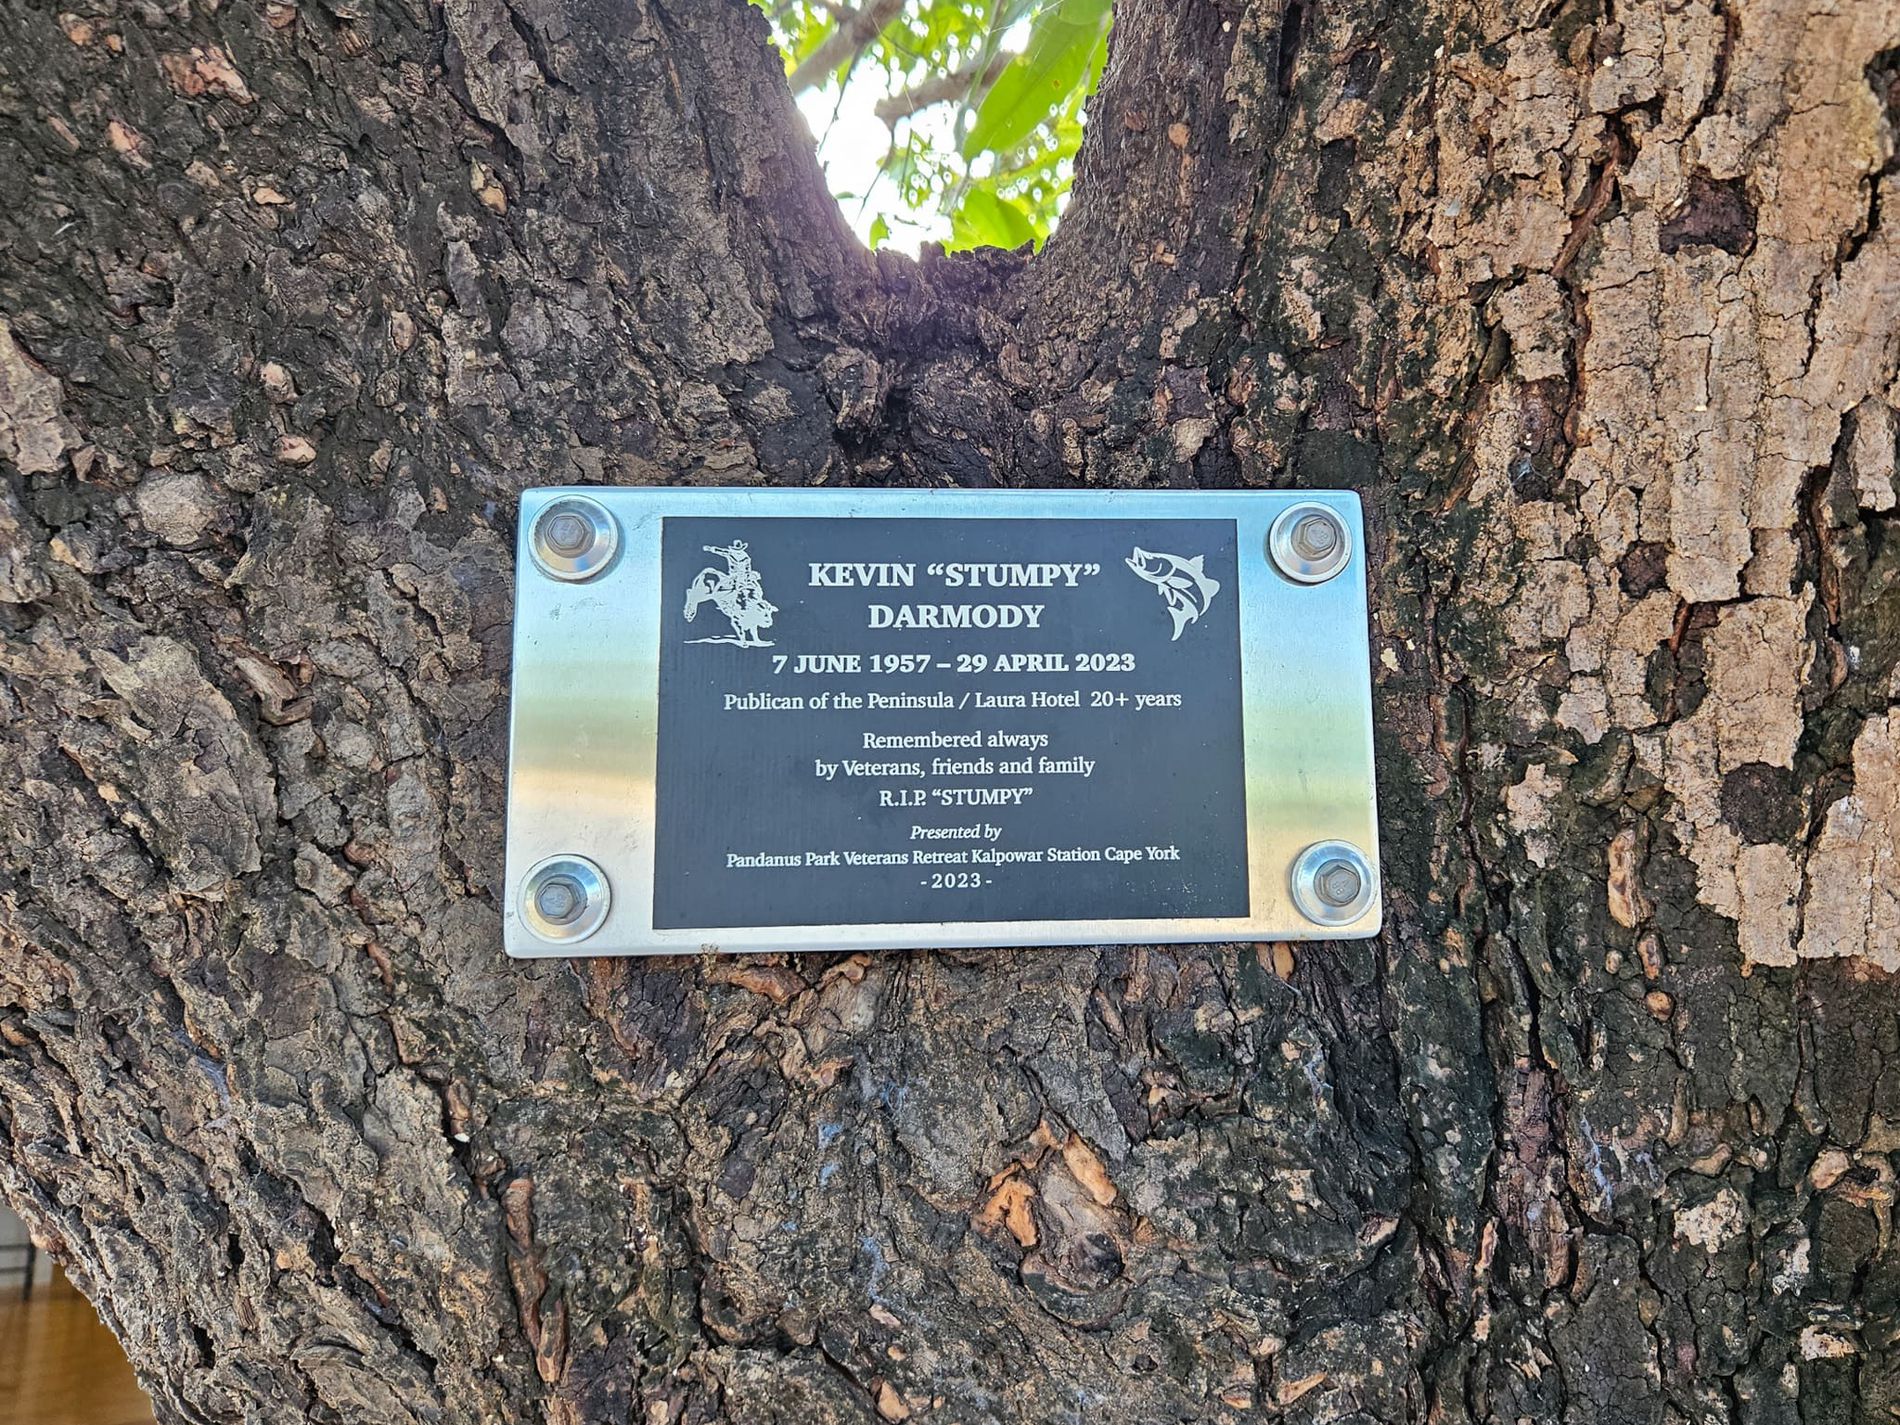 KEVIN “STUMPY”
DARMODY
7 JUNE 1957 – 29 APRIL 2023
Publican of the Peninsula / Laura Hotel 20+ years
Remembered always
by Veterans, friends and family
R.I.P. “STUMPY”
Presented by
Pandanus Park Veterans Retreat Kalpowar Station Cape York
- 2023 -